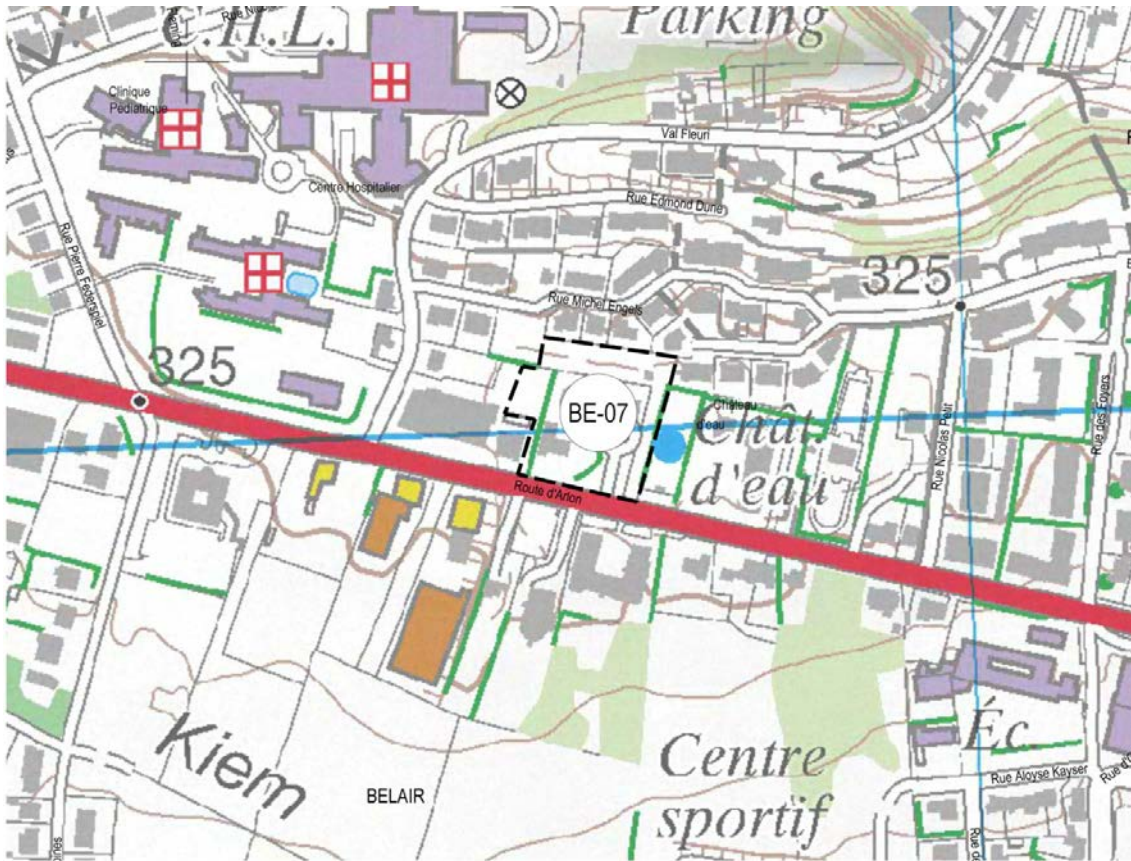 Parking
C.H.L.
Clinique
Pédiatrique
Val Fleuri
Centre Hospitalier
Rue Edmond Dune
Rue Pierre Federspiel
325
Rue Michel Engels
325
BE-07
Château
d'eau
Chât.
d'eau
Rue Nicolas Petit
Rue des Foyers
Route d'Arlon
Kiem
BELAIR
Centre
sportif
Éc.
Rue Aloyse Kayser